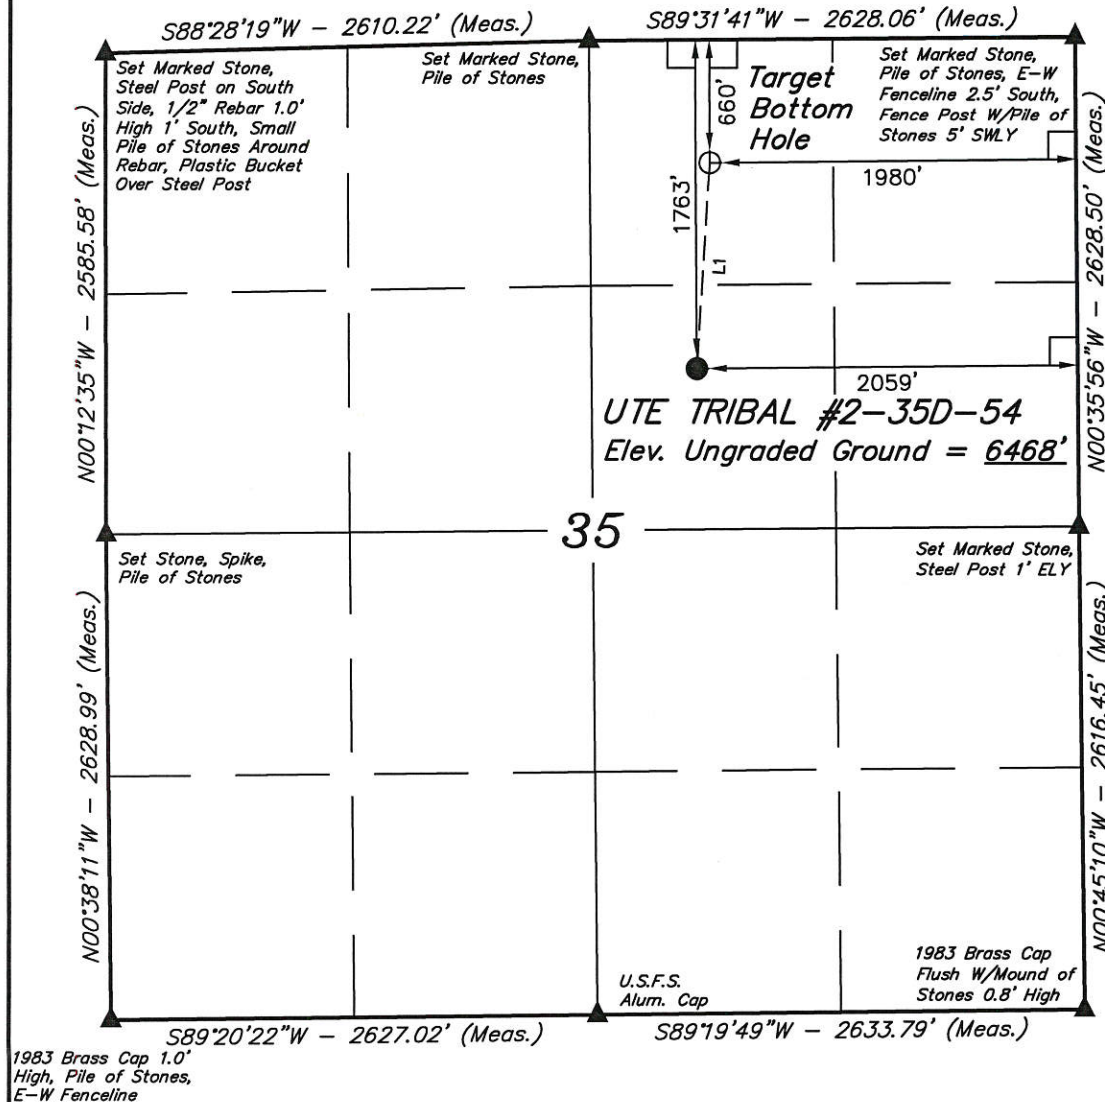 S88°28'19"W - 2610.22' (Meas.)
S89°31'41"W - 2628.06' (Meas.)
Set Marked Stone,
Steel Post on South
Side, 1/2" Rebar 1.0'
High 1' South, Small
Pile of Stones Around
Rebar, Plastic Bucket
Over Steel Post
Set Marked Stone,
Pile of Stones
660'
Target
Bottom
Hole
Set Marked Stone,
Pile of Stones, E-W
Fenceline 2.5' South,
Fence Post W/Pile of
Stones 5' SWLY
1980'
1763'
L1
N00°12'35"W - 2585.58' (Meas.)
N00°35'56"W - 2628.50' (Meas.)
2059'
UTE TRIBAL #2-35D-54
Elev. Ungraded Ground = 6468'
35
Set Stone, Spike,
Pile of Stones
Set Marked Stone,
Steel Post 1' ELY
N00°38'11"W - 2628.99' (Meas.)
N00°45'10"W - 2616.45' (Meas.)
U.S.F.S.
Alum. Cap
1983 Brass Cap
Flush W/Mound of
Stones 0.8' High
S89°20'22"W - 2627.02' (Meas.)
S89°19'49"W - 2633.79' (Meas.)
1983 Brass Cap 1.0'
High, Pile of Stones,
E-W Fenceline